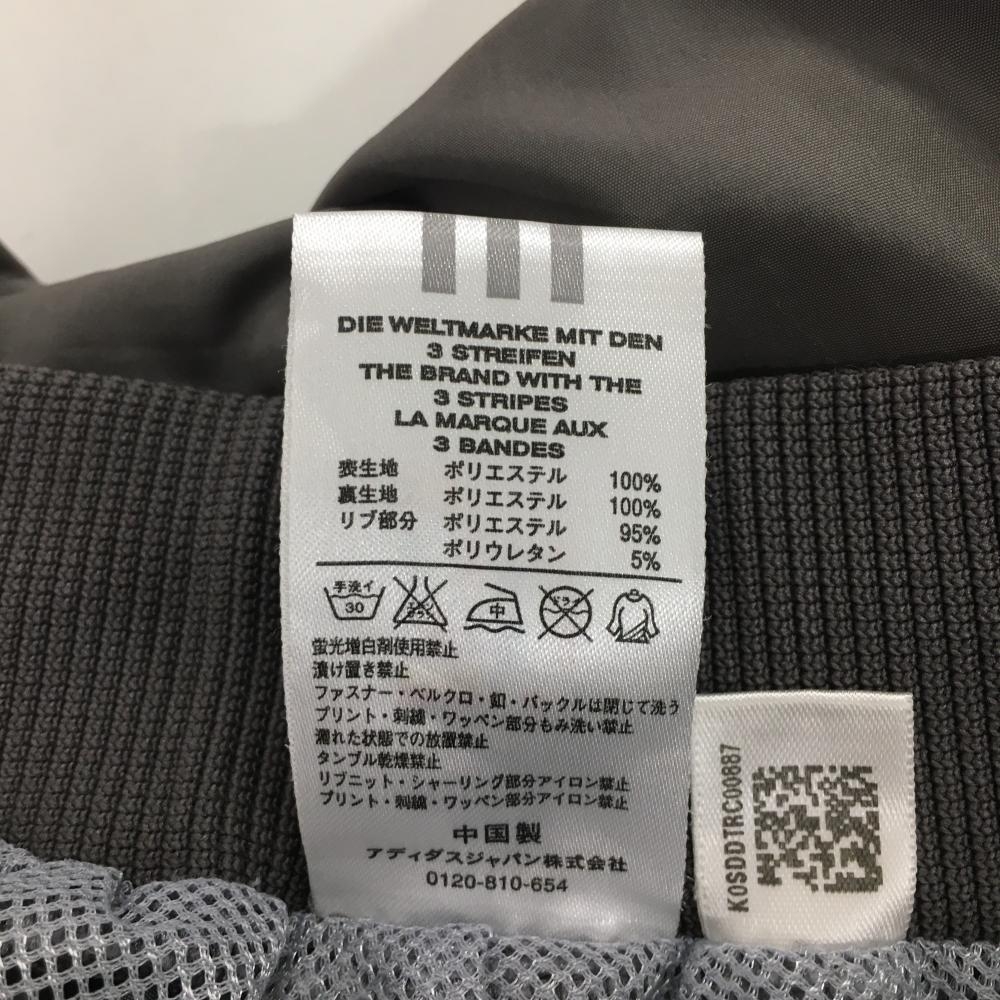 DIE WELTMARKE MIT DEN
3 STREIFEN
THE BRAND WITH THE
3 STRIPES
LA MARQUE AUX
3 BANDES
表生地 ポリエステル 100%
裏生地 ポリエステル 100%
リブ部分 ポリエステル 95%
ポリウレタン 5%
手洗イ 30 エンソサラシ 中 ドライ
蛍光増白剤使用禁止
漬け置き禁止
ファスナー・ベルクロ・釦・バックルは閉じて洗う
プリント・刺繍・ワッペン部分もみ洗い禁止
濡れた状態での放置禁止
タンブル乾燥禁止
リブニット・シャーリング部分アイロン禁止
プリント・刺繍・ワッペン部分アイロン禁止
中国製
アディダスジャパン株式会社
0120-810-654
K0SDDTRC00887